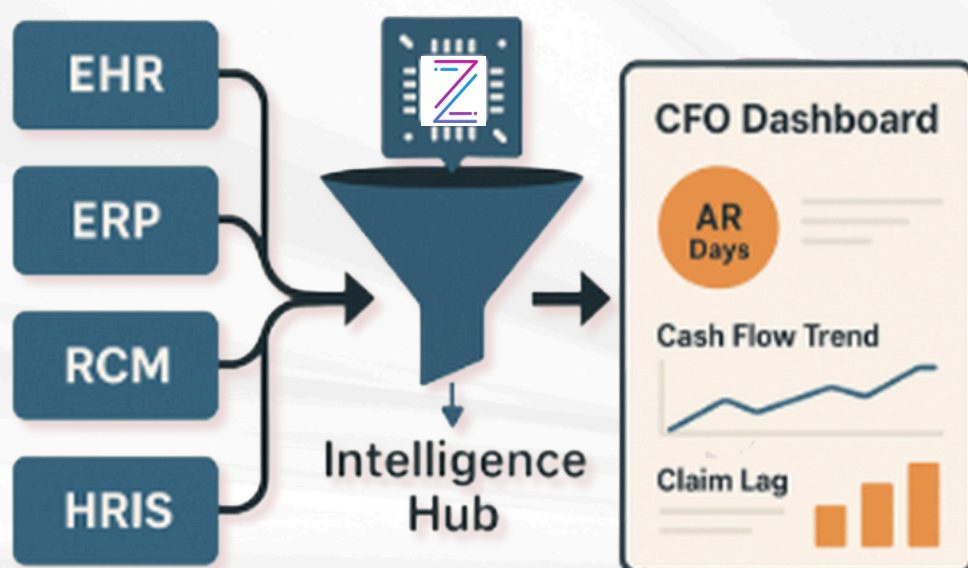 EHR
ERP
RCM
HRIS
Z
Intelligence
Hub
CFO Dashboard
AR
Days
Cash Flow Trend
Claim Lag